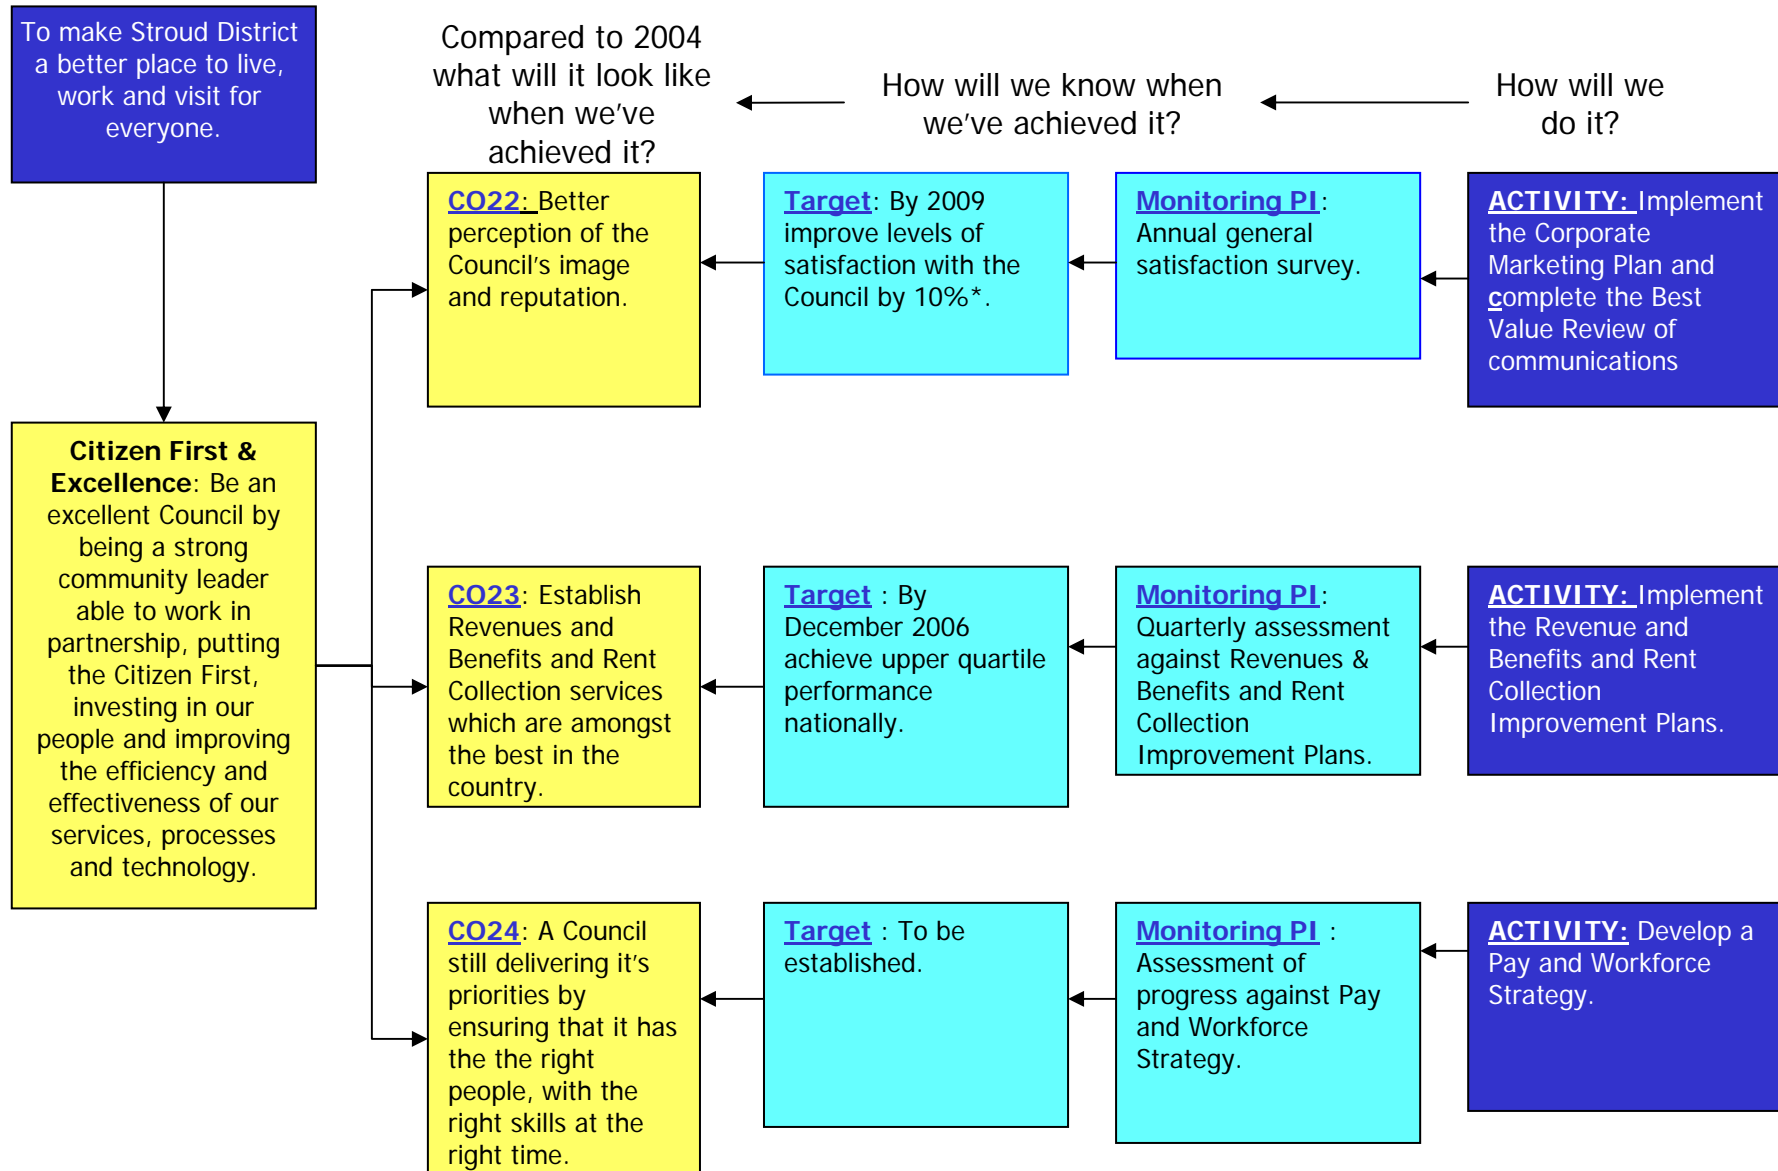 To make Stroud District
a better place to live,
work and visit for
everyone.
Compared to 2004
what will it look like
when we've
achieved it?
How will we know when
we've achieved it?
How will we
do it?
CO22: Better
perception of the
Council's image
and reputation.
Target: By 2009
improve levels of
satisfaction with the
Council by 10%*.
Monitoring PI:
Annual general
satisfaction survey.
ACTIVITY: Implement
the Corporate
Marketing Plan and
complete the Best
Value Review of
communications
Citizen First &
Excellence: Be an
excellent Council by
being a strong
community leader
able to work in
partnership, putting
the Citizen First,
investing in our
people and improving
the efficiency and
effectiveness of our
services, processes
and technology.
CO23: Establish
Revenues and
Benefits and Rent
Collection services
which are amongst
the best in the
country.
Target : By
December 2006
achieve upper quartile
performance
nationally.
Monitoring PI:
Quarterly assessment
against Revenues &
Benefits and Rent
Collection
Improvement Plans.
ACTIVITY: Implement
the Revenue and
Benefits and Rent
Collection
Improvement Plans.
CO24: A Council
still delivering it's
priorities by
ensuring that it has
the the right
people, with the
right skills at the
right time.
Target : To be
established.
Monitoring PI :
Assessment of
progress against Pay
and Workforce
Strategy.
ACTIVITY: Develop a
Pay and Workforce
Strategy.